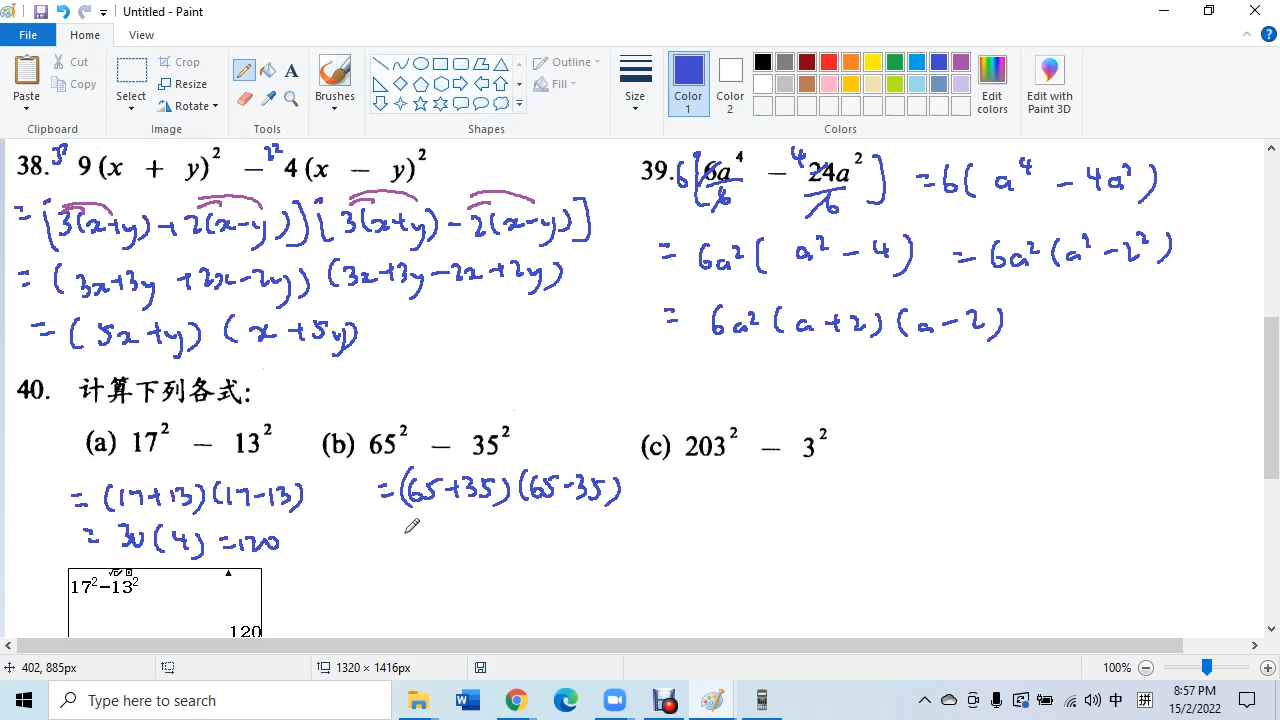 Untitled - Paint
File Home View
Paste Cut Copy Select Crop Resize Rotate Brushes Size Outline Fill Color 1 Color 2 Edit colors Edit with Paint 3D
Clipboard Image Tools Shapes Colors
38. 3² 9(x + y)² − 2² 4(x − y)²
= [3(x+y)+2(x−y)][3(x+y)−2(x−y)]
= (3x+3y +2x−2y)(3x+3y−2x+2y)
= (5x+y)(x+5y)
39. 6[6a⁴/6 − 4 24a²/6] = 6(a⁴ − 4a²)
= 6a²(a² − 4) = 6a²(a² − 2²)
= 6a²(a+2)(a−2)
40. 计算下列各式:
(a) 17² − 13² (b) 65² − 35² (c) 203² − 3²
= (17+13)(17−13) = (65+35)(65−35)
= 30(4) = 120
17²−13²
120
402, 885px 1320 × 1416px 100%
Type here to search 中 拼 8:57 PM
15/2/2022